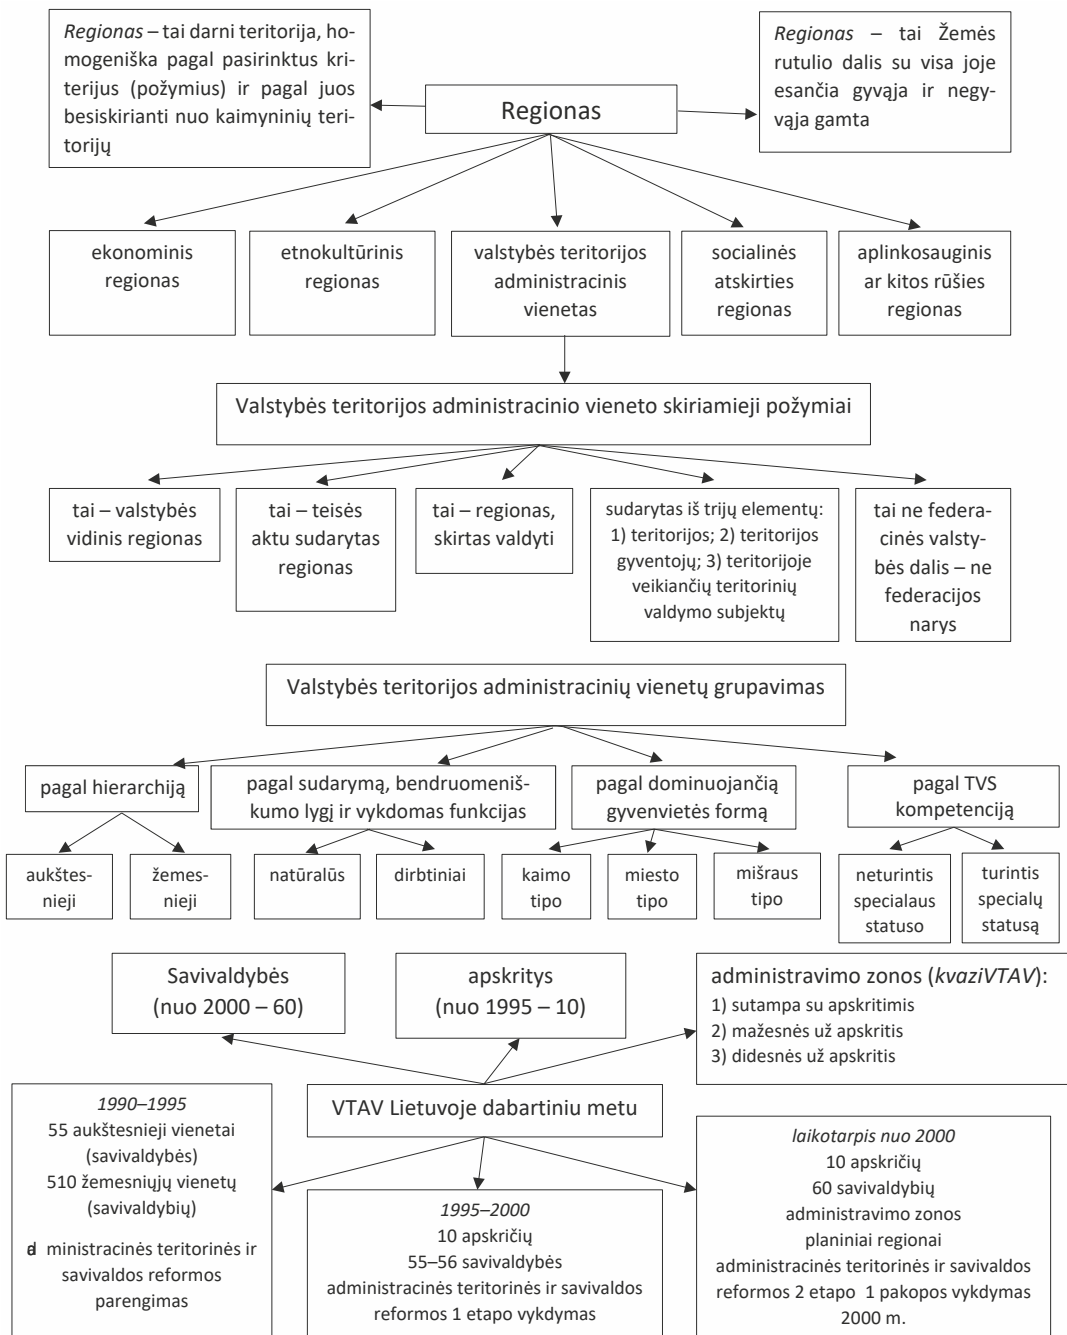 Regionas – tai darni teritorija, ho-
mogeniška pagal pasirinktus kri-
terijus (požymius) ir pagal juos
besiskirianti nuo kaimyninių teri-
torijų
Regionas
Regionas – tai Žemės
rutulio dalis su visa joje
esančia gyvąja ir negy-
vąja gamta
ekonominis
regionas
etnokultūrinis
regionas
valstybės teritorijos
administracinis
vienetas
socialinės
atskirties
regionas
aplinkosauginis
ar kitos rūšies
regionas
Valstybės teritorijos administracinio vieneto skiriamieji požymiai
tai – valstybės
vidinis regionas
tai – teisės
aktu sudarytas
regionas
tai – regionas,
skirtas valdyti
sudarytas iš trijų elementų:
1) teritorijos; 2) teritorijos
gyventojų; 3) teritorijoje
veikiančių teritorinių
valdymo subjektų
tai ne federa-
cinės valsty-
bės dalis – ne
federacijos
narys
Valstybės teritorijos administracinių vienetų grupavimas
pagal hierarchiją
pagal sudarymą, bendruomeniš-
kumo lygį ir vykdomas funkcijas
pagal dominuojančią
gyvenvietės formą
pagal TVS
kompetenciją
aukštes-
nieji
žemes-
nieji
natūralūs
dirbtiniai
kaimo
tipo
miesto
tipo
mišraus
tipo
neturintis
specialaus
statuso
turintis
specialų
statusą
Savivaldybės
(nuo 2000 – 60)
apskritys
(nuo 1995 – 10)
administravimo zonos (kvaziVTAV):
1) sutampa su apskritimis
2) mažesnės už apskritis
3) didesnės už apskritis
VTAV Lietuvoje dabartiniu metu
1990–1995
55 aukštesnieji vienetai
(savivaldybės)
510 žemesniųjų vienetų
(savivaldybių)
administracinės teritorinės ir
savivaldos reformos
parengimas
1995–2000
10 apskričių
55–56 savivaldybės
administracinės teritorinės ir savivaldos
reformos 1 etapo vykdymas
laikotarpis nuo 2000
10 apskričių
60 savivaldybių
administravimo zonos
planiniai regionai
administracinės teritorinės ir savivaldos
reformos 2 etapo 1 pakopos vykdymas
2000 m.